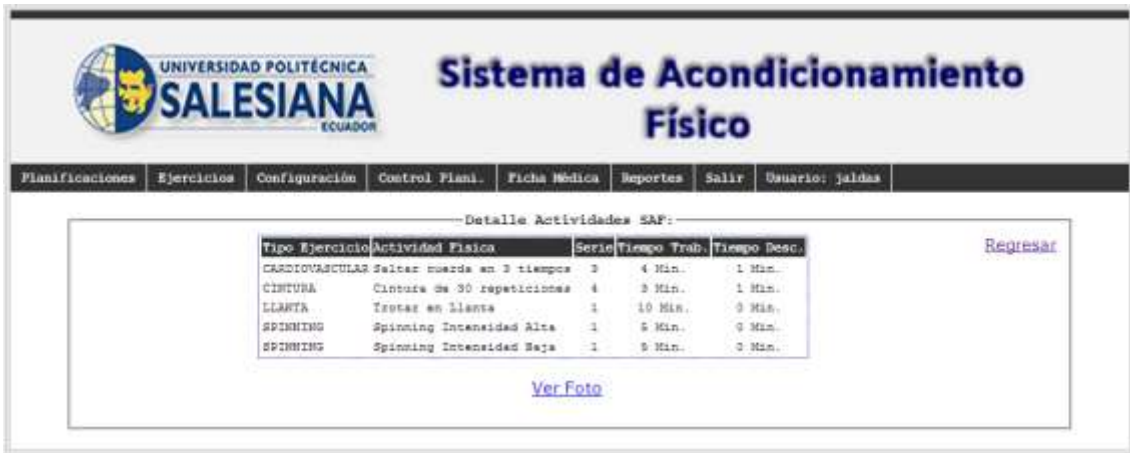 UNIVERSIDAD POLITÉCNICA
SALESIANA
ECUADOR
Sistema de Acondicionamiento
Físico
Planificaciones Ejercicios Configuración Control Plani. Ficha Médica Reportes Salir Usuario: jaldas
Detalle Actividades SAF:
Regresar
Tipo Ejercicio Actividad Fisica Serie Tiempo Trab. Tiempo Desc.
CARDIOVASCULAR Saltar cuerda en 3 tiempos 3 4 Min. 1 Min.
CINTURA Cintura de 30 repeticiones 4 3 Min. 1 Min.
LLANTA Trotar en Llanta 1 10 Min. 0 Min.
SPINNING Spinning Intensidad Alta 1 5 Min. 0 Min.
SPINNING Spinning Intensidad Baja 1 5 Min. 0 Min.
Ver Foto